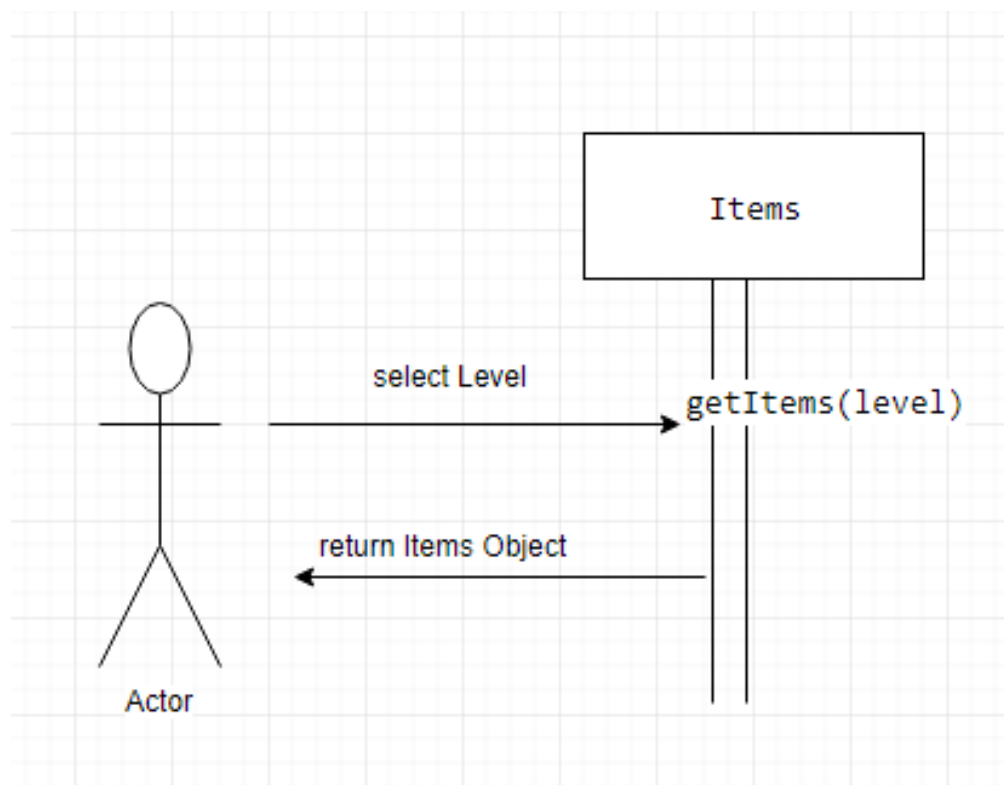 Items
select Level
getItems(level)
return Items Object
Actor